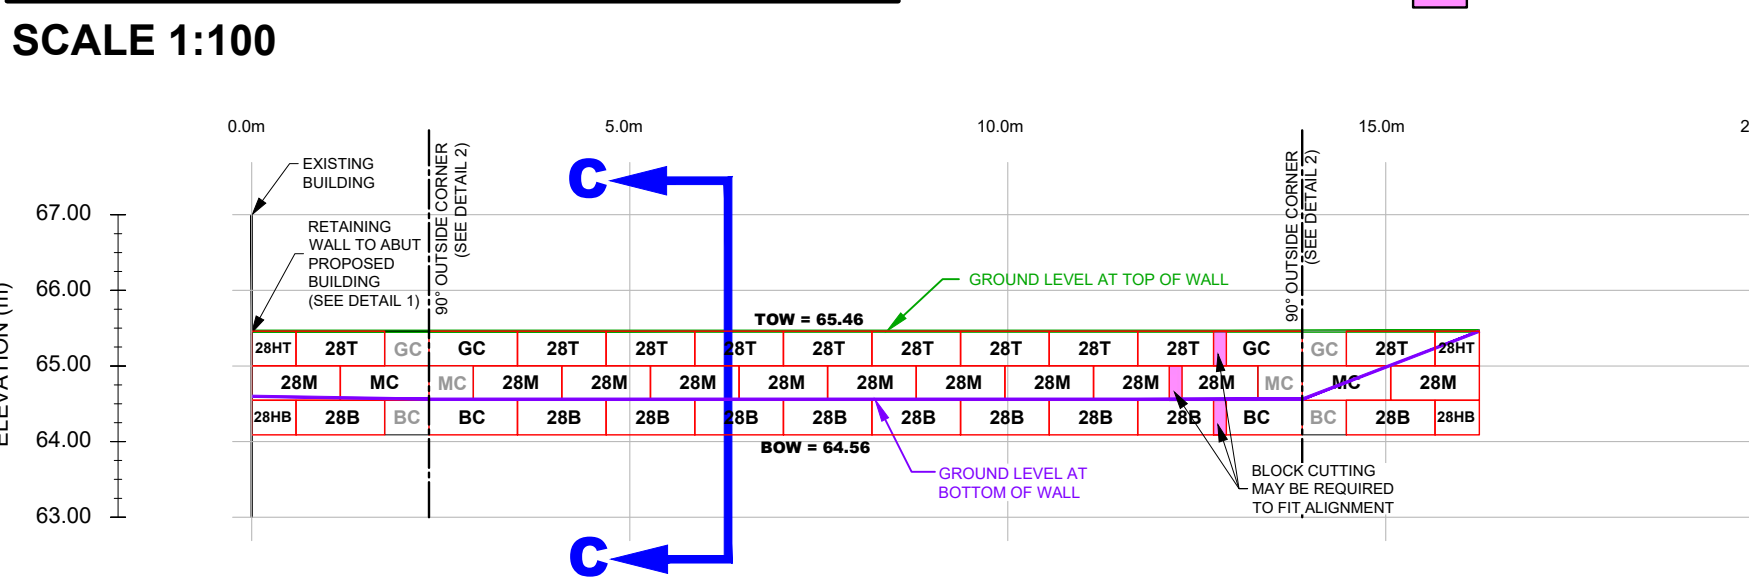 SCALE 1:100
0.0m 5.0m 10.0m 15.0m 2
EXISTING
BUILDING
RETAINING
WALL TO ABUT
PROPOSED
BUILDING
(SEE DETAIL 1)
90° OUTSIDE CORNER
(SEE DETAIL 2)
C
90° OUTSIDE CORNER
(SEE DETAIL 2)
ELEVATION (m)
67.00
66.00
65.00
64.00
63.00
GROUND LEVEL AT TOP OF WALL
TOW = 65.46
28HT 28T GC GC 28T 28T 28T 28T 28T 28T 28T 28T GC GC 28T 28HT
28M MC MC 28M 28M 28M 28M 28M 28M 28M 28M 28M MC MC 28M
28HB 28B BC BC 28B 28B 28B 28B 28B 28B 28B 28B BC BC 28B 28HB
BOW = 64.56
GROUND LEVEL AT
BOTTOM OF WALL
BLOCK CUTTING
MAY BE REQUIRED
TO FIT ALIGNMENT
C